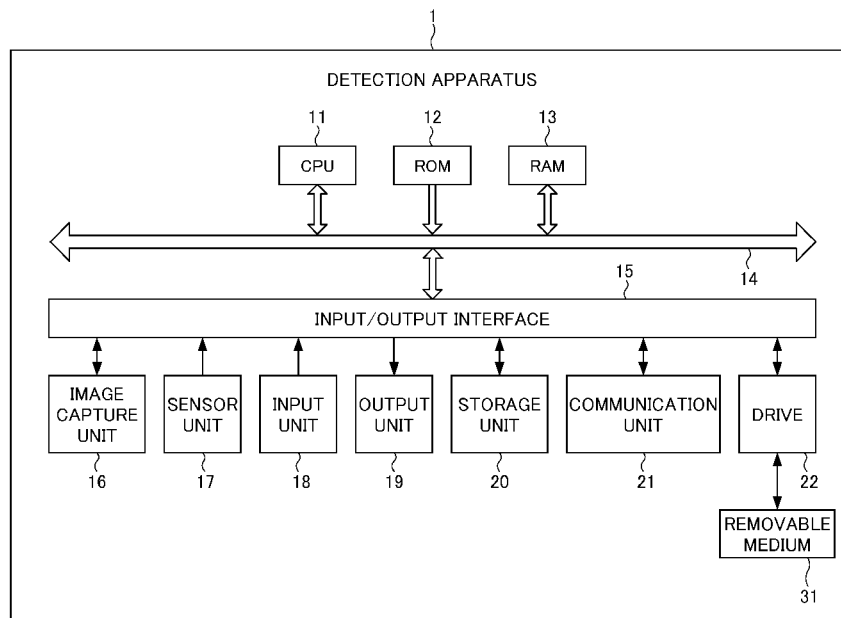 1
DETECTION APPARATUS
11 12 13
CPU ROM RAM
14
15
INPUT/OUTPUT INTERFACE
IMAGE
CAPTURE
UNIT
SENSOR
UNIT
INPUT
UNIT
OUTPUT
UNIT
STORAGE
UNIT
COMMUNICATION
UNIT
DRIVE
16 17 18 19 20 21 22
REMOVABLE
MEDIUM
31